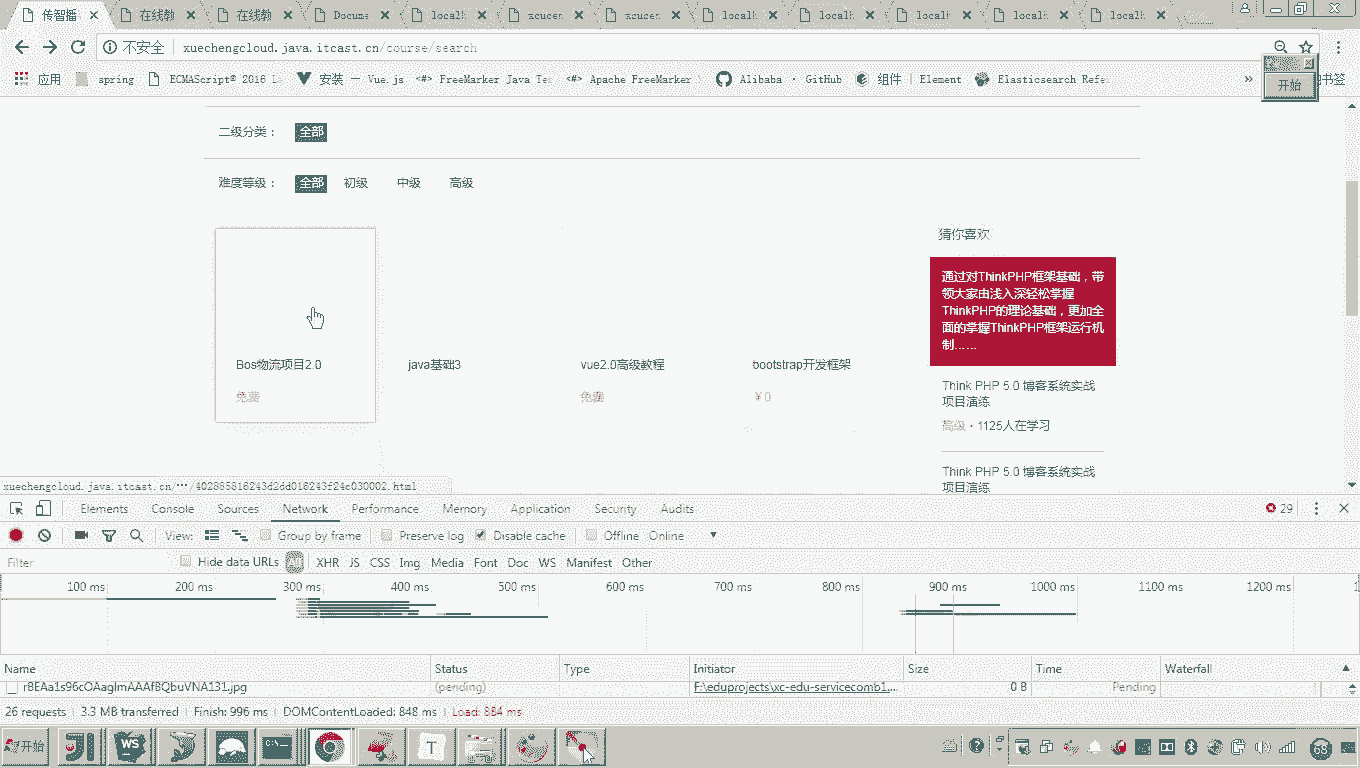 传智播
在线教
在线教
Docume
localh
xcucen
xcucen
localh
localh
localh
localh
localh
不安全 xuechengcloud.java.itcast.cn/course/search
应用
spring
ECMAScript® 2016 L
安装 — Vue.js
FreeMarker Java Te
Apache FreeMarker
Alibaba · GitHub
组件 | Element
Elasticsearch Refe
»
书签
开始
二级分类： 全部
难度等级： 全部 初级 中级 高级
Bos物流项目2.0
免费
java基础3
vue2.0高级教程
免费
bootstrap开发框架
￥0
猜你喜欢
通过对ThinkPHP框架基础，带
领大家由浅入深轻松掌握
ThinkPHP的理论基础，更加全
面的掌握ThinkPHP框架运行机
制......
Think PHP 5.0 博客系统实战
项目演练
高级 · 1125人在学习
Think PHP 5.0 博客系统实战
项目演练
xuechengcloud.java.itcast.cn/…/402885816243d2dd016243f24c030002.html
Elements Console Sources Network Performance Memory Application Security Audits 29
View: Group by frame Preserve log Disable cache Offline Online
Filter Hide data URLs All XHR JS CSS Img Media Font Doc WS Manifest Other
100 ms 200 ms 300 ms 400 ms 500 ms 600 ms 700 ms 800 ms 900 ms 1000 ms 1100 ms 1200 ms
Name Status Type Initiator Size Time Waterfall
r8EAa1s96cOAaglmAAAfBQbuVNA131.jpg (pending) F:\eduprojects\xc-edu-servicecomb1.... 0 B Pending
26 requests | 3.3 MB transferred | Finish: 996 ms | DOMContentLoaded: 848 ms | Load: 884 ms
开始
WS
T
68